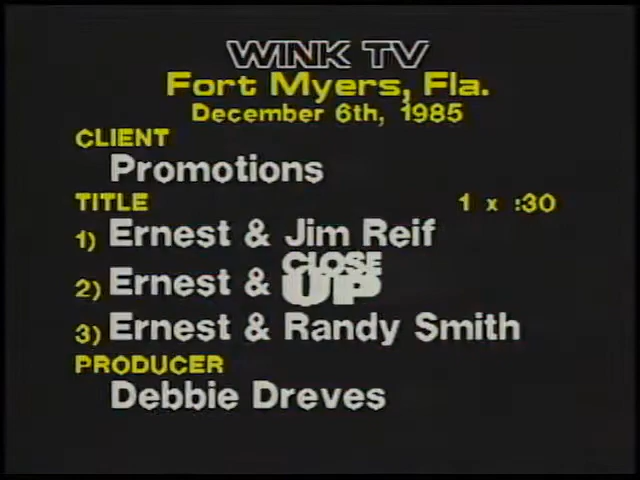 WINK TV
Fort Myers, Fla.
December 6th, 1985
CLIENT
Promotions
TITLE 1 x :30
1) Ernest & Jim Reif
2) Ernest & CLOSE UP
3) Ernest & Randy Smith
PRODUCER
Debbie Dreves